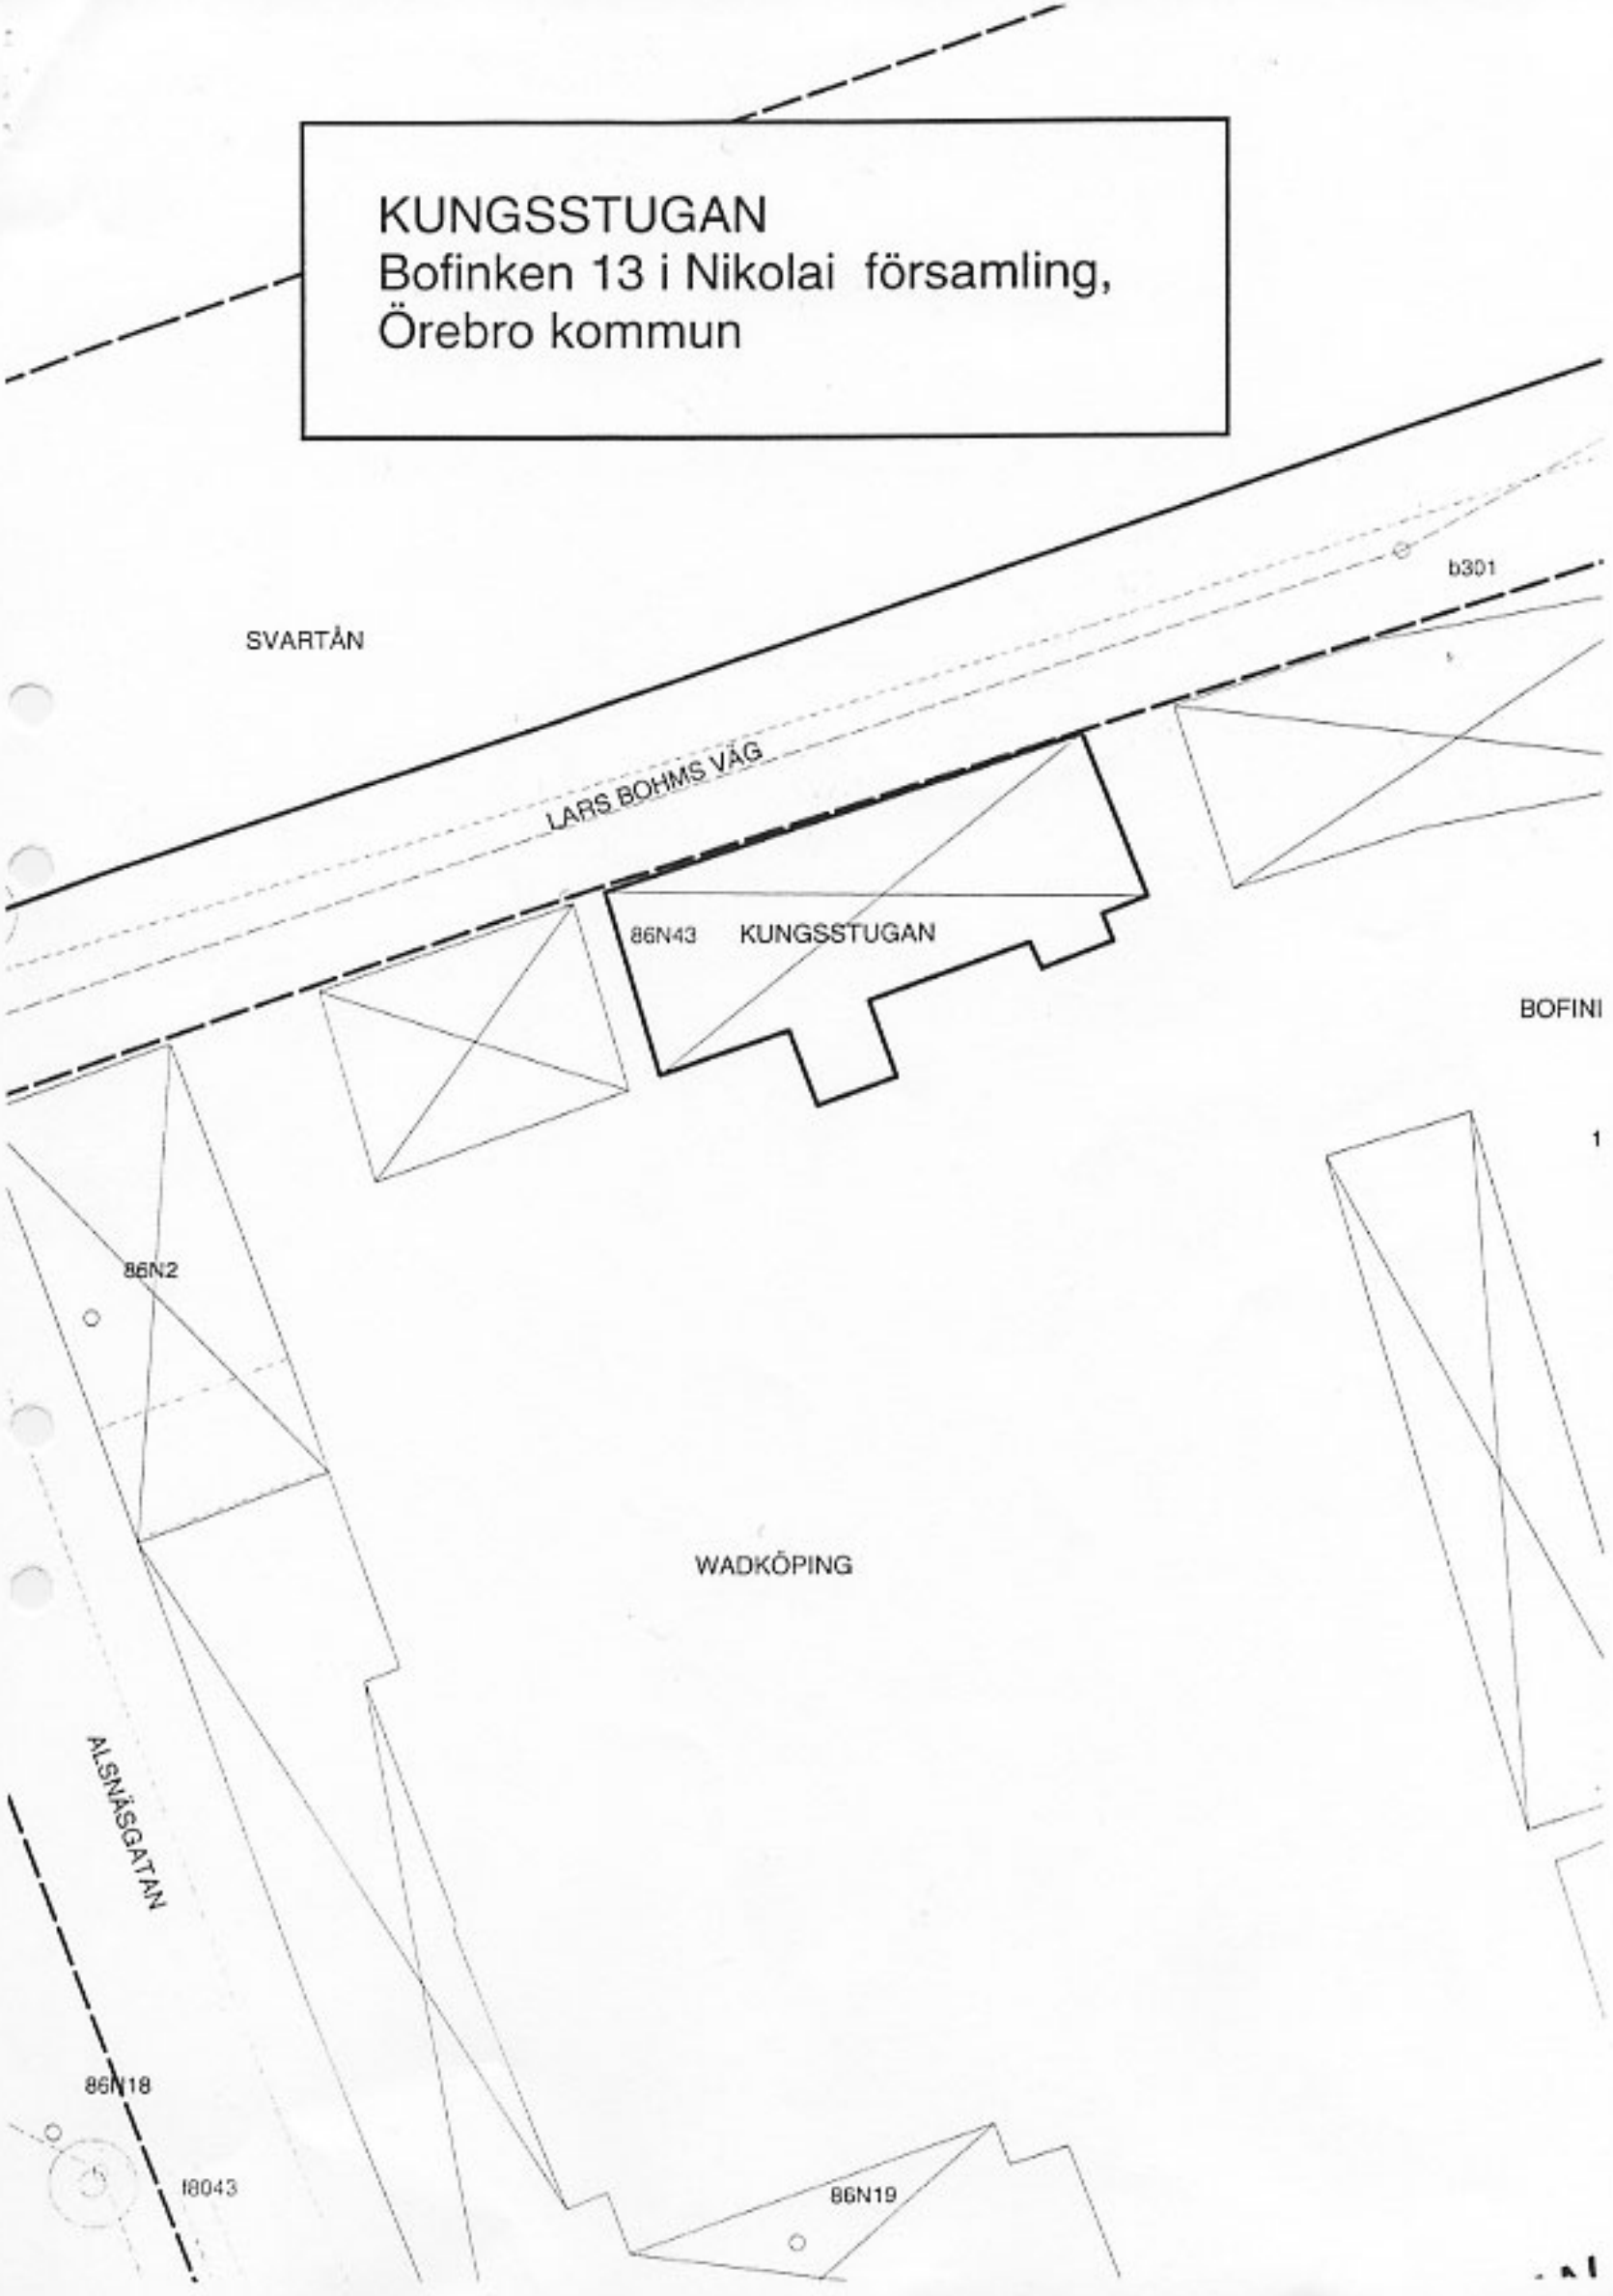 KUNGSSTUGAN
Bofinken 13 i Nikolai församling,
Örebro kommun
b301
SVARTÅN
LARS BOHMS VÄG
86N43
KUNGSSTUGAN
BOFINI
1
86N2
WADKÖPING
ALSNÄSGATAN
86N18
f8043
86N19